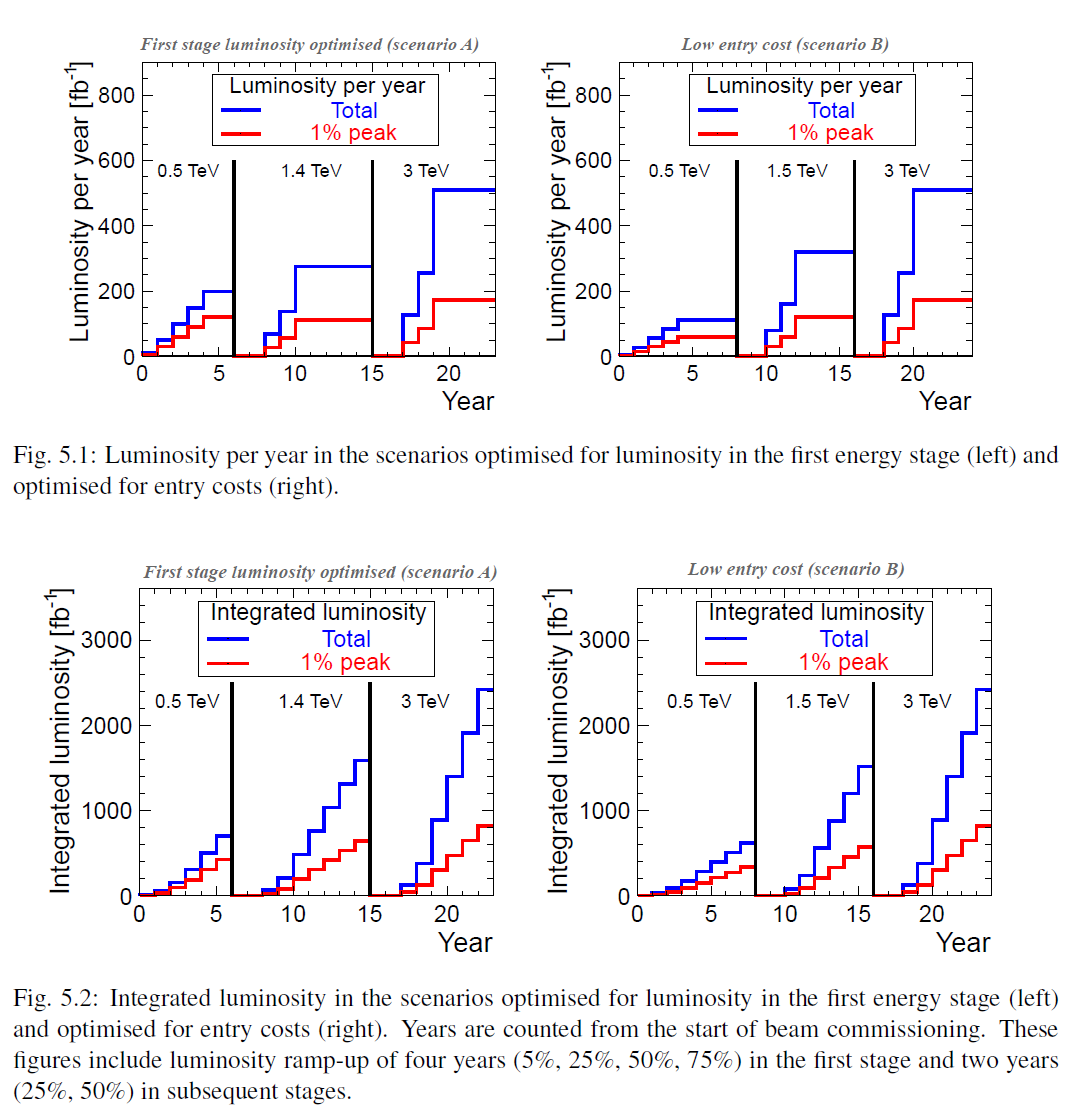 First stage luminosity optimised (scenario A)
Luminosity per year [fb-1]
800
600
400
200
0
Luminosity per year
Total
1% peak
0.5 TeV
1.4 TeV
3 TeV
0 5 10 15 20
Year
Low entry cost (scenario B)
Luminosity per year [fb-1]
800
600
400
200
0
Luminosity per year
Total
1% peak
0.5 TeV
1.5 TeV
3 TeV
0 5 10 15 20
Year
Fig. 5.1: Luminosity per year in the scenarios optimised for luminosity in the first energy stage (left) and
optimised for entry costs (right).
First stage luminosity optimised (scenario A)
Integrated luminosity [fb-1]
3000
2000
1000
0
Integrated luminosity
Total
1% peak
0.5 TeV
1.4 TeV
3 TeV
0 5 10 15 20
Year
Low entry cost (scenario B)
Integrated luminosity [fb-1]
3000
2000
1000
0
Integrated luminosity
Total
1% peak
0.5 TeV
1.5 TeV
3 TeV
0 5 10 15 20
Year
Fig. 5.2: Integrated luminosity in the scenarios optimised for luminosity in the first energy stage (left)
and optimised for entry costs (right). Years are counted from the start of beam commissioning. These
figures include luminosity ramp-up of four years (5%, 25%, 50%, 75%) in the first stage and two years
(25%, 50%) in subsequent stages.